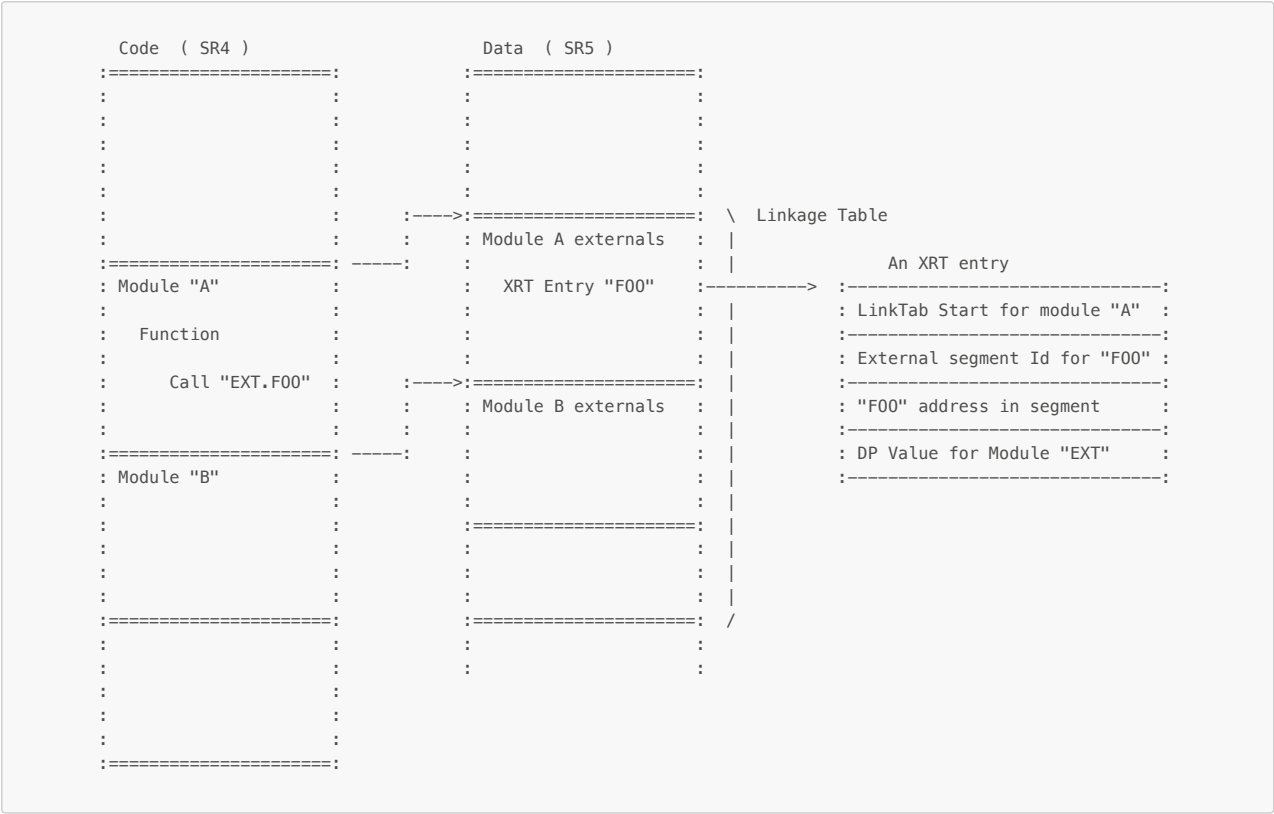 Code ( SR4 ) Data ( SR5 )
\ Linkage Table
Module A externals
An XRT entry
Module "A" XRT Entry "FOO"
LinkTab Start for module "A"
Function
External segment Id for "FOO"
Call "EXT.FOO"
Module B externals "FOO" address in segment
DP Value for Module "EXT"
Module "B"